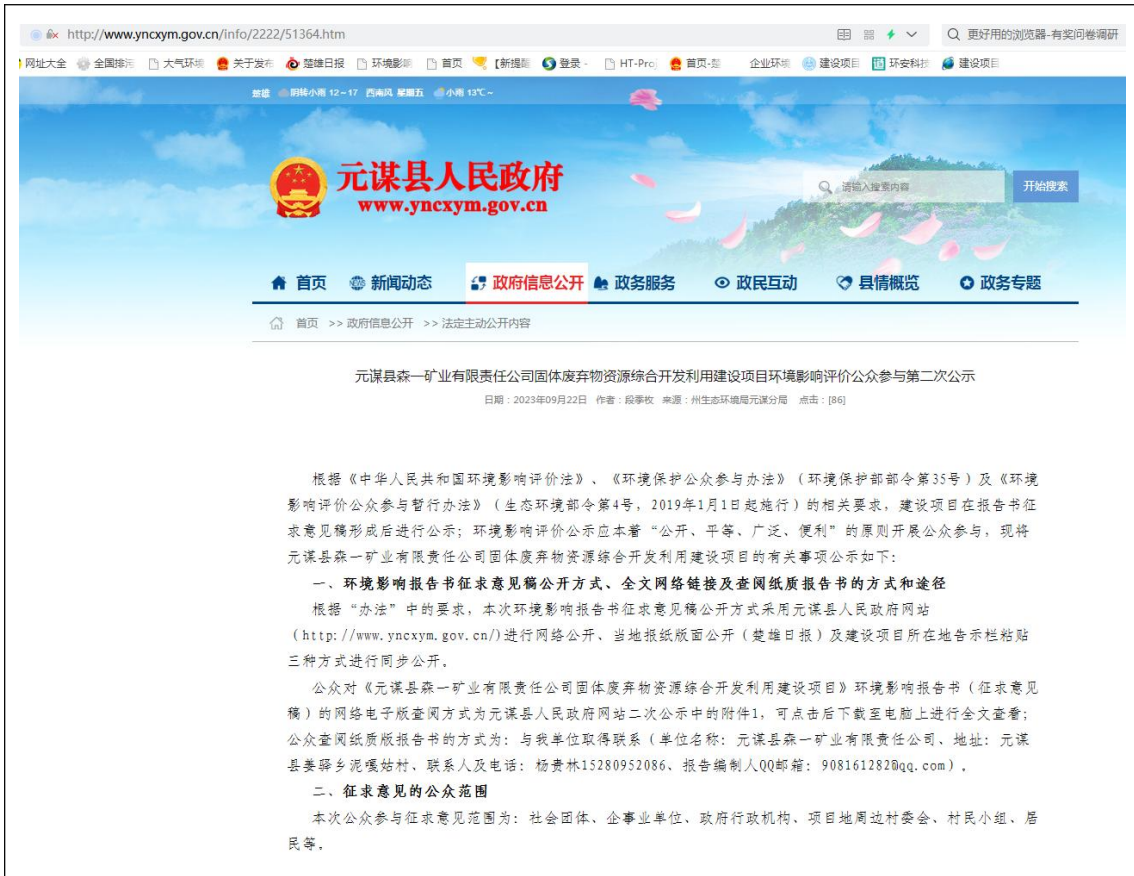 http://www.yncxym.gov.cn/info/2222/51364.htm
更好用的浏览器-有奖问卷调研
网址大全 全国排污 大气环境 关于发布 楚雄日报 环境影响 首页 【新提醒 登录 - HT-Pro 首页-楚 企业环境 建设项目 环安科技 建设项目
楚雄 阴转小雨 12~17 西南风 星期五 小雨 13℃~
元谋县人民政府
www.yncxym.gov.cn
请输入搜索内容
开始搜索
首页 新闻动态 政府信息公开 政务服务 政民互动 县情概览 政务专题
首页 >> 政府信息公开 >> 法定主动公开内容
元谋县森一矿业有限责任公司固体废弃物资源综合开发利用建设项目环境影响评价公众参与第二次公示
日期：2023年09月22日 作者：段季枚 来源：州生态环境局元谋分局 点击：[86]
根据《中华人民共和国环境影响评价法》、《环境保护公众参与办法》（环境保护部部令第35号）及《环境
影响评价公众参与暂行办法》（生态环境部令第4号，2019年1月1日起施行）的相关要求，建设项目在报告书征
求意见稿形成后进行公示；环境影响评价公示应本着“公开、平等、广泛、便利”的原则开展公众参与，现将
元谋县森一矿业有限责任公司固体废弃物资源综合开发利用建设项目的有关事项公示如下：
一、环境影响报告书征求意见稿公开方式、全文网络链接及查阅纸质报告书的方式和途径
根据“办法”中的要求，本次环境影响报告书征求意见稿公开方式采用元谋县人民政府网站
（http://www.yncxym.gov.cn/)进行网络公开、当地报纸版面公开（楚雄日报）及建设项目所在地告示栏粘贴
三种方式进行同步公开。
公众对《元谋县森一矿业有限责任公司固体废弃物资源综合开发利用建设项目》环境影响报告书（征求意见
稿）的网络电子版查阅方式为元谋县人民政府网站二次公示中的附件1，可点击后下载至电脑上进行全文查看；
公众查阅纸质版报告书的方式为：与我单位取得联系（单位名称：元谋县森一矿业有限责任公司、地址：元谋
县姜驿乡泥嘎姑村、联系人及电话：杨贵林15280952086、报告编制人QQ邮箱：908161282@qq.com）。
二、征求意见的公众范围
本次公众参与征求意见范围为：社会团体、企事业单位、政府行政机构、项目地周边村委会、村民小组、居
民等。